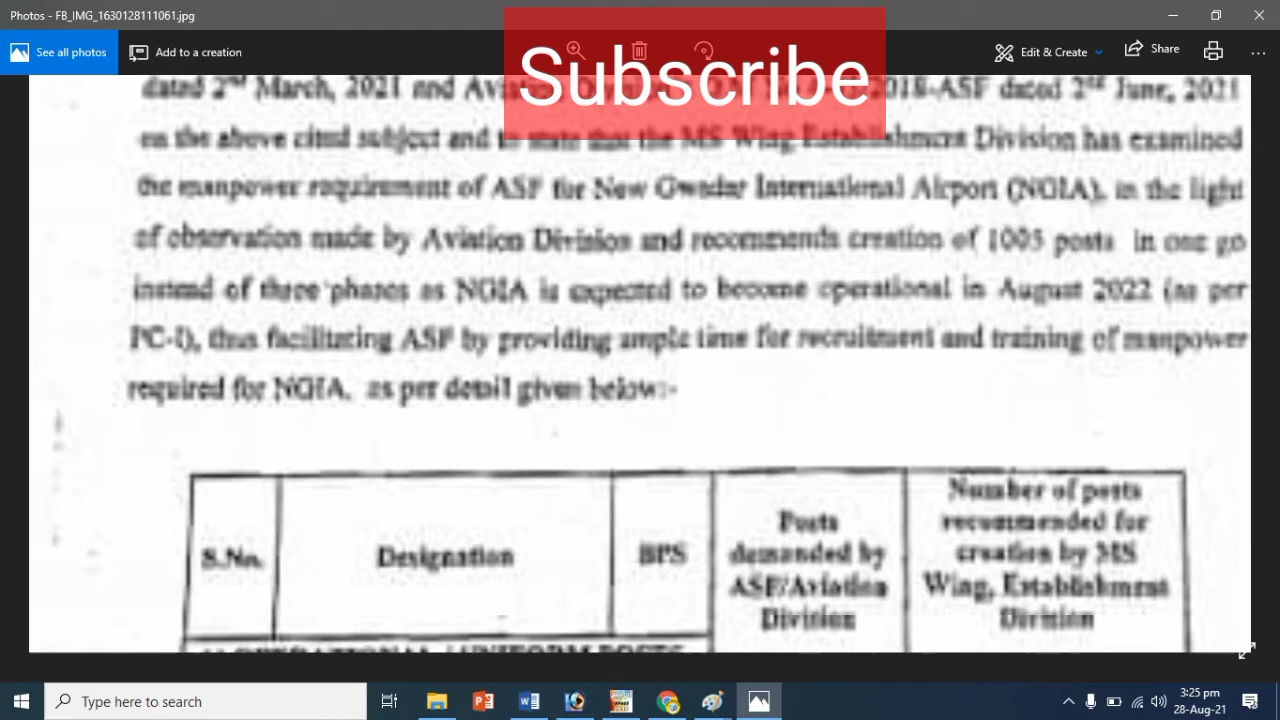 Photos - FB_IMG_1630128111061.jpg
See all photos
Add to a creation
Edit & Create
Share
Subscribe
dated 2nd March, 2021 and 2018-ASF dated 2nd June, 2021
on the above cited subject and to state that the MS Wing Establishment Division has examined
the manpower requirement of ASF for New Gwadar International Airport (NGIA), in the light
of observation made by Aviation Division and recommends creation of 1005 posts in one go
instead of three phases as NGIA is expected to become operational in August 2022 (as per
PC-I), thus facilitating ASF by providing ample time for recruitment and training of manpower
required for NGIA, as per detail given below:-
S.No.
Designation
BPS
Posts
demanded by
ASF/Aviation
Division
Number of posts
recommended for
creation by MS
Wing, Establishment
Division
Type here to search
3:25 pm
28-Aug-21